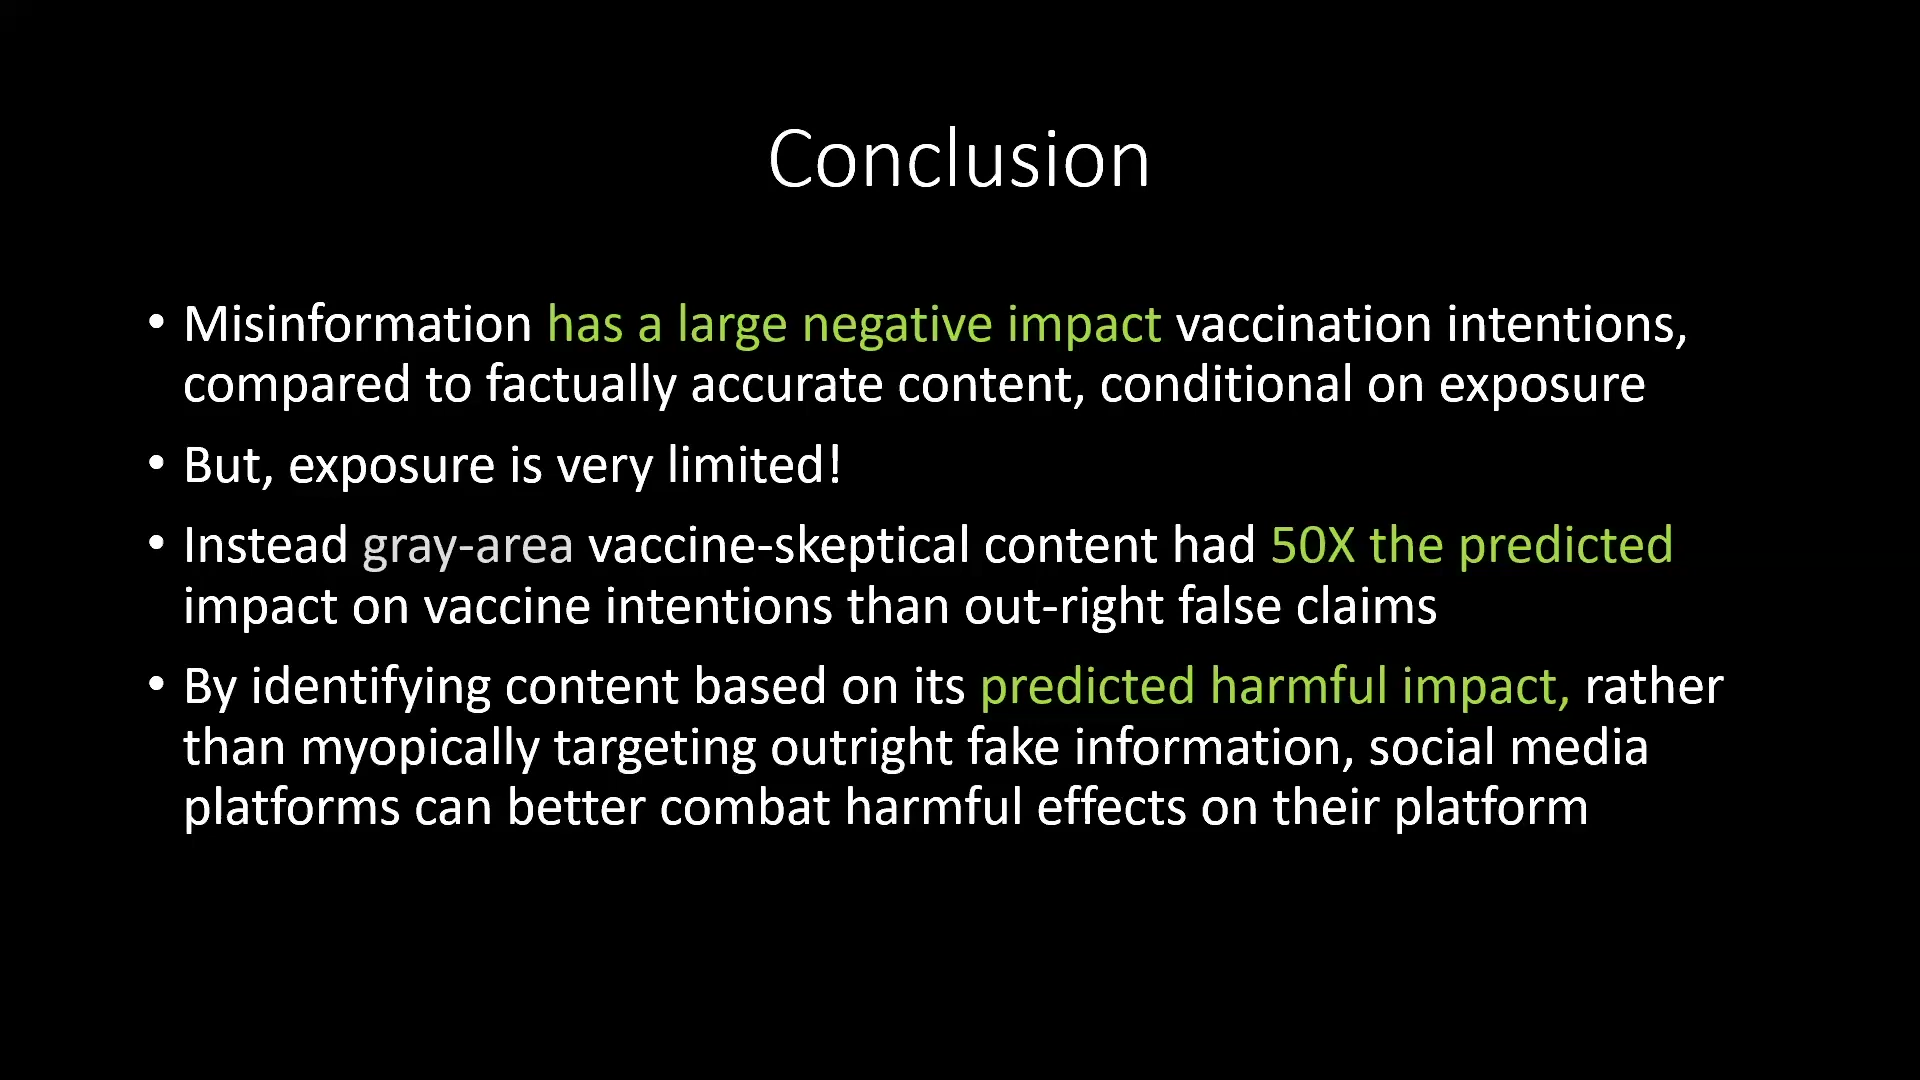 Conclusion
• Misinformation has a large negative impact vaccination intentions,
compared to factually accurate content, conditional on exposure
• But, exposure is very limited!
• Instead gray-area vaccine-skeptical content had 50X the predicted
impact on vaccine intentions than out-right false claims
• By identifying content based on its predicted harmful impact, rather
than myopically targeting outright fake information, social media
platforms can better combat harmful effects on their platform